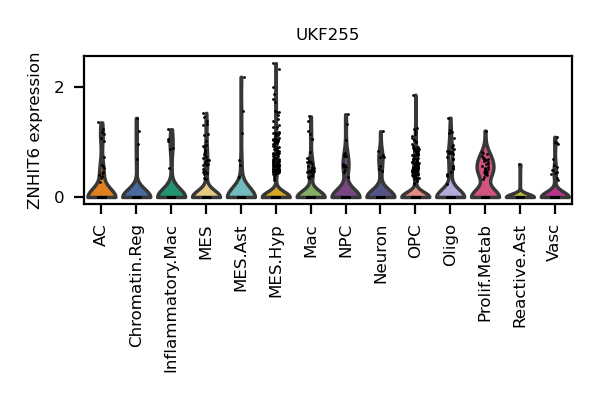 UKF255
ZNHIT6 expression
2
0
AC
Chromatin.Reg
Inflammatory.Mac
MES
MES.Ast
MES.Hyp
Mac
NPC
Neuron
OPC
Oligo
Prolif.Metab
Reactive.Ast
Vasc